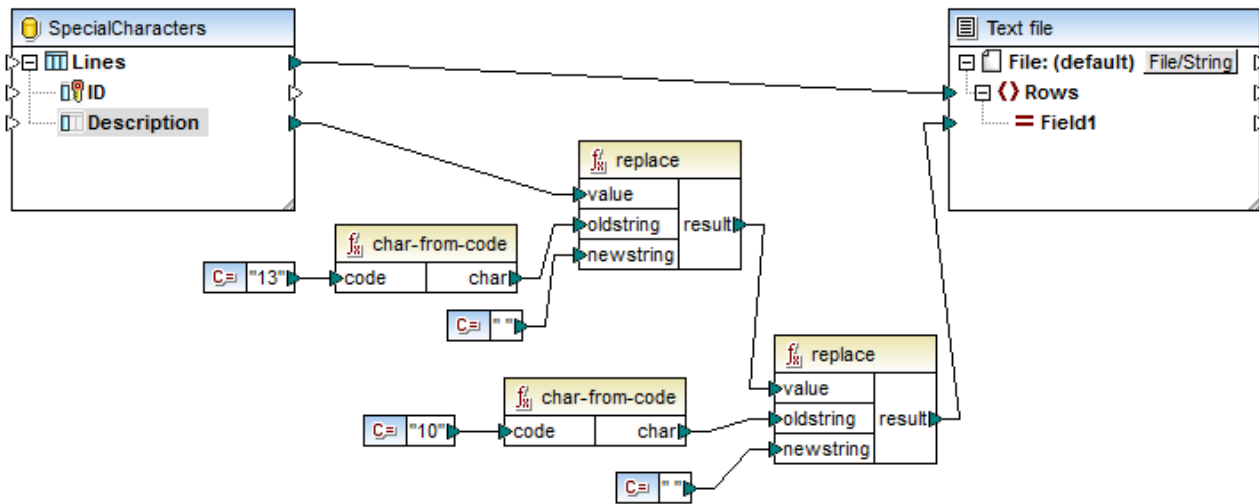 SpecialCharacters
Lines
ID
Description
Text file
File: (default) File/String
Rows
Field1
replace
value
oldstring result
newstring
char-from-code
C= "13" code char
C= " "
replace
value
oldstring result
newstring
char-from-code
C= "10" code char
C= " "